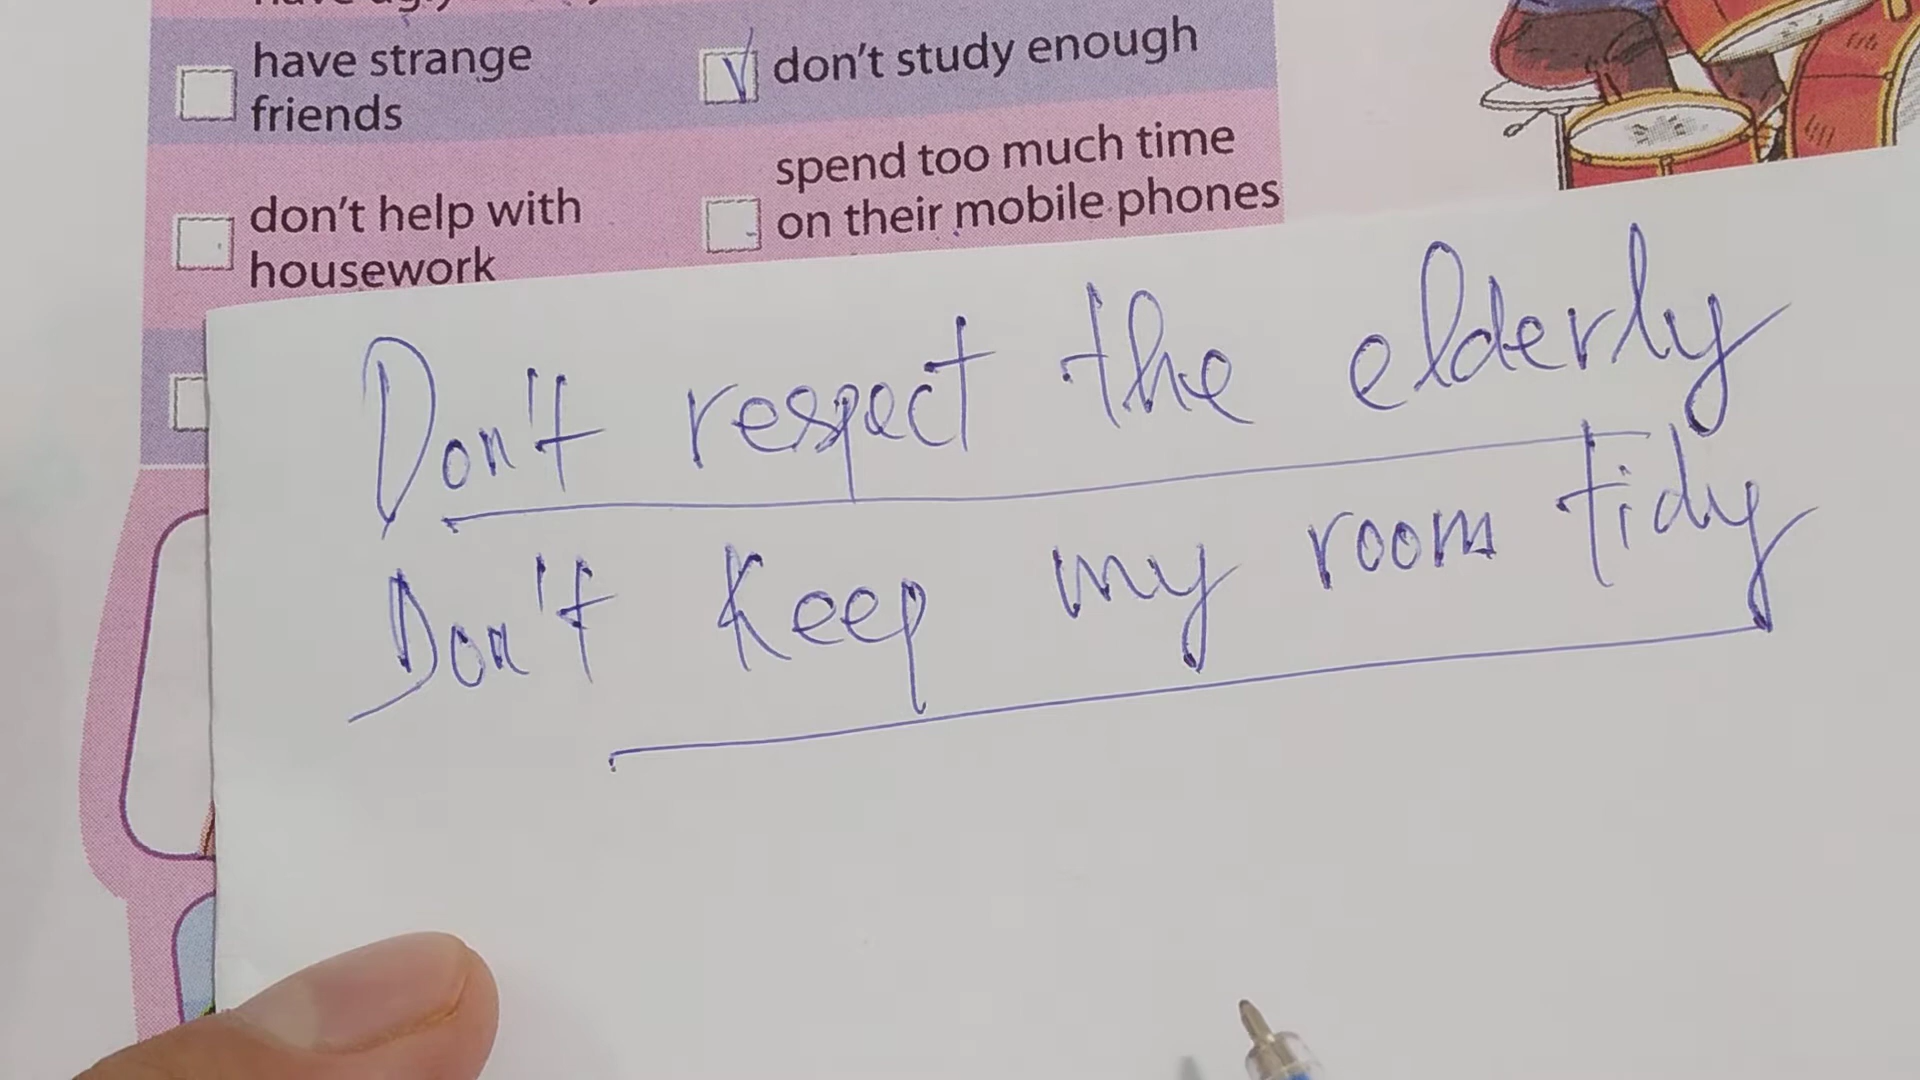 have strange
friends
don't study enough
don't help with
housework
spend too much time
on their mobile phones
Don't respect the elderly
Don't keep my room tidy